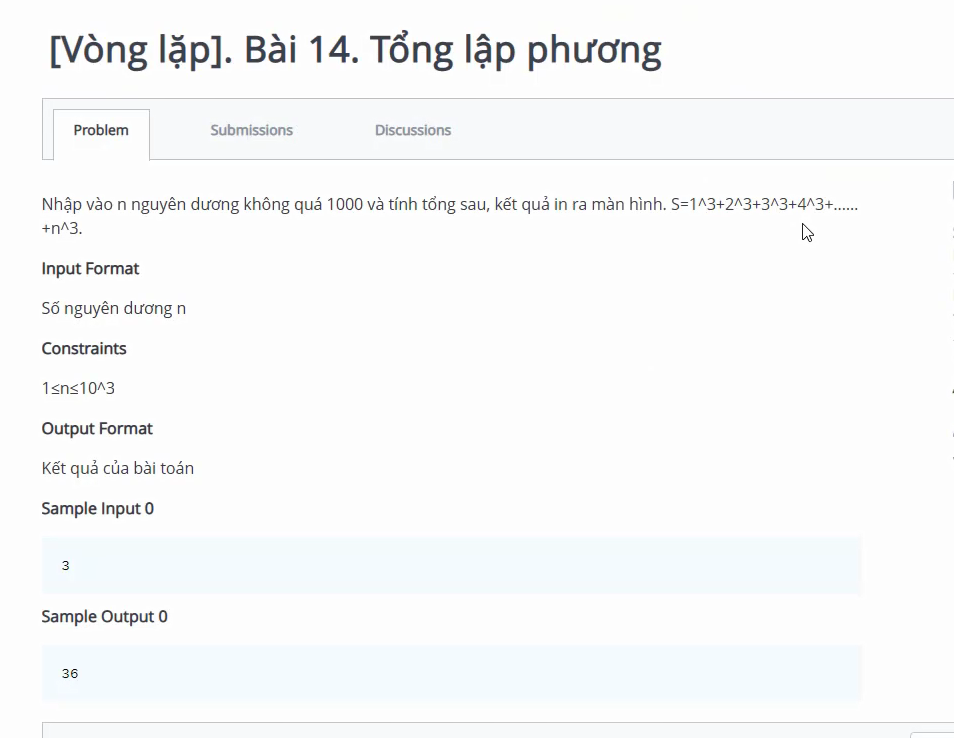 [Vòng lặp]. Bài 14. Tổng lập phương
Problem Submissions Discussions
Nhập vào n nguyên dương không quá 1000 và tính tổng sau, kết quả in ra màn hình. S=1^3+2^3+3^3+4^3+......
+n^3.
Input Format
Số nguyên dương n
Constraints
1≤n≤10^3
Output Format
Kết quả của bài toán
Sample Input 0
3
Sample Output 0
36